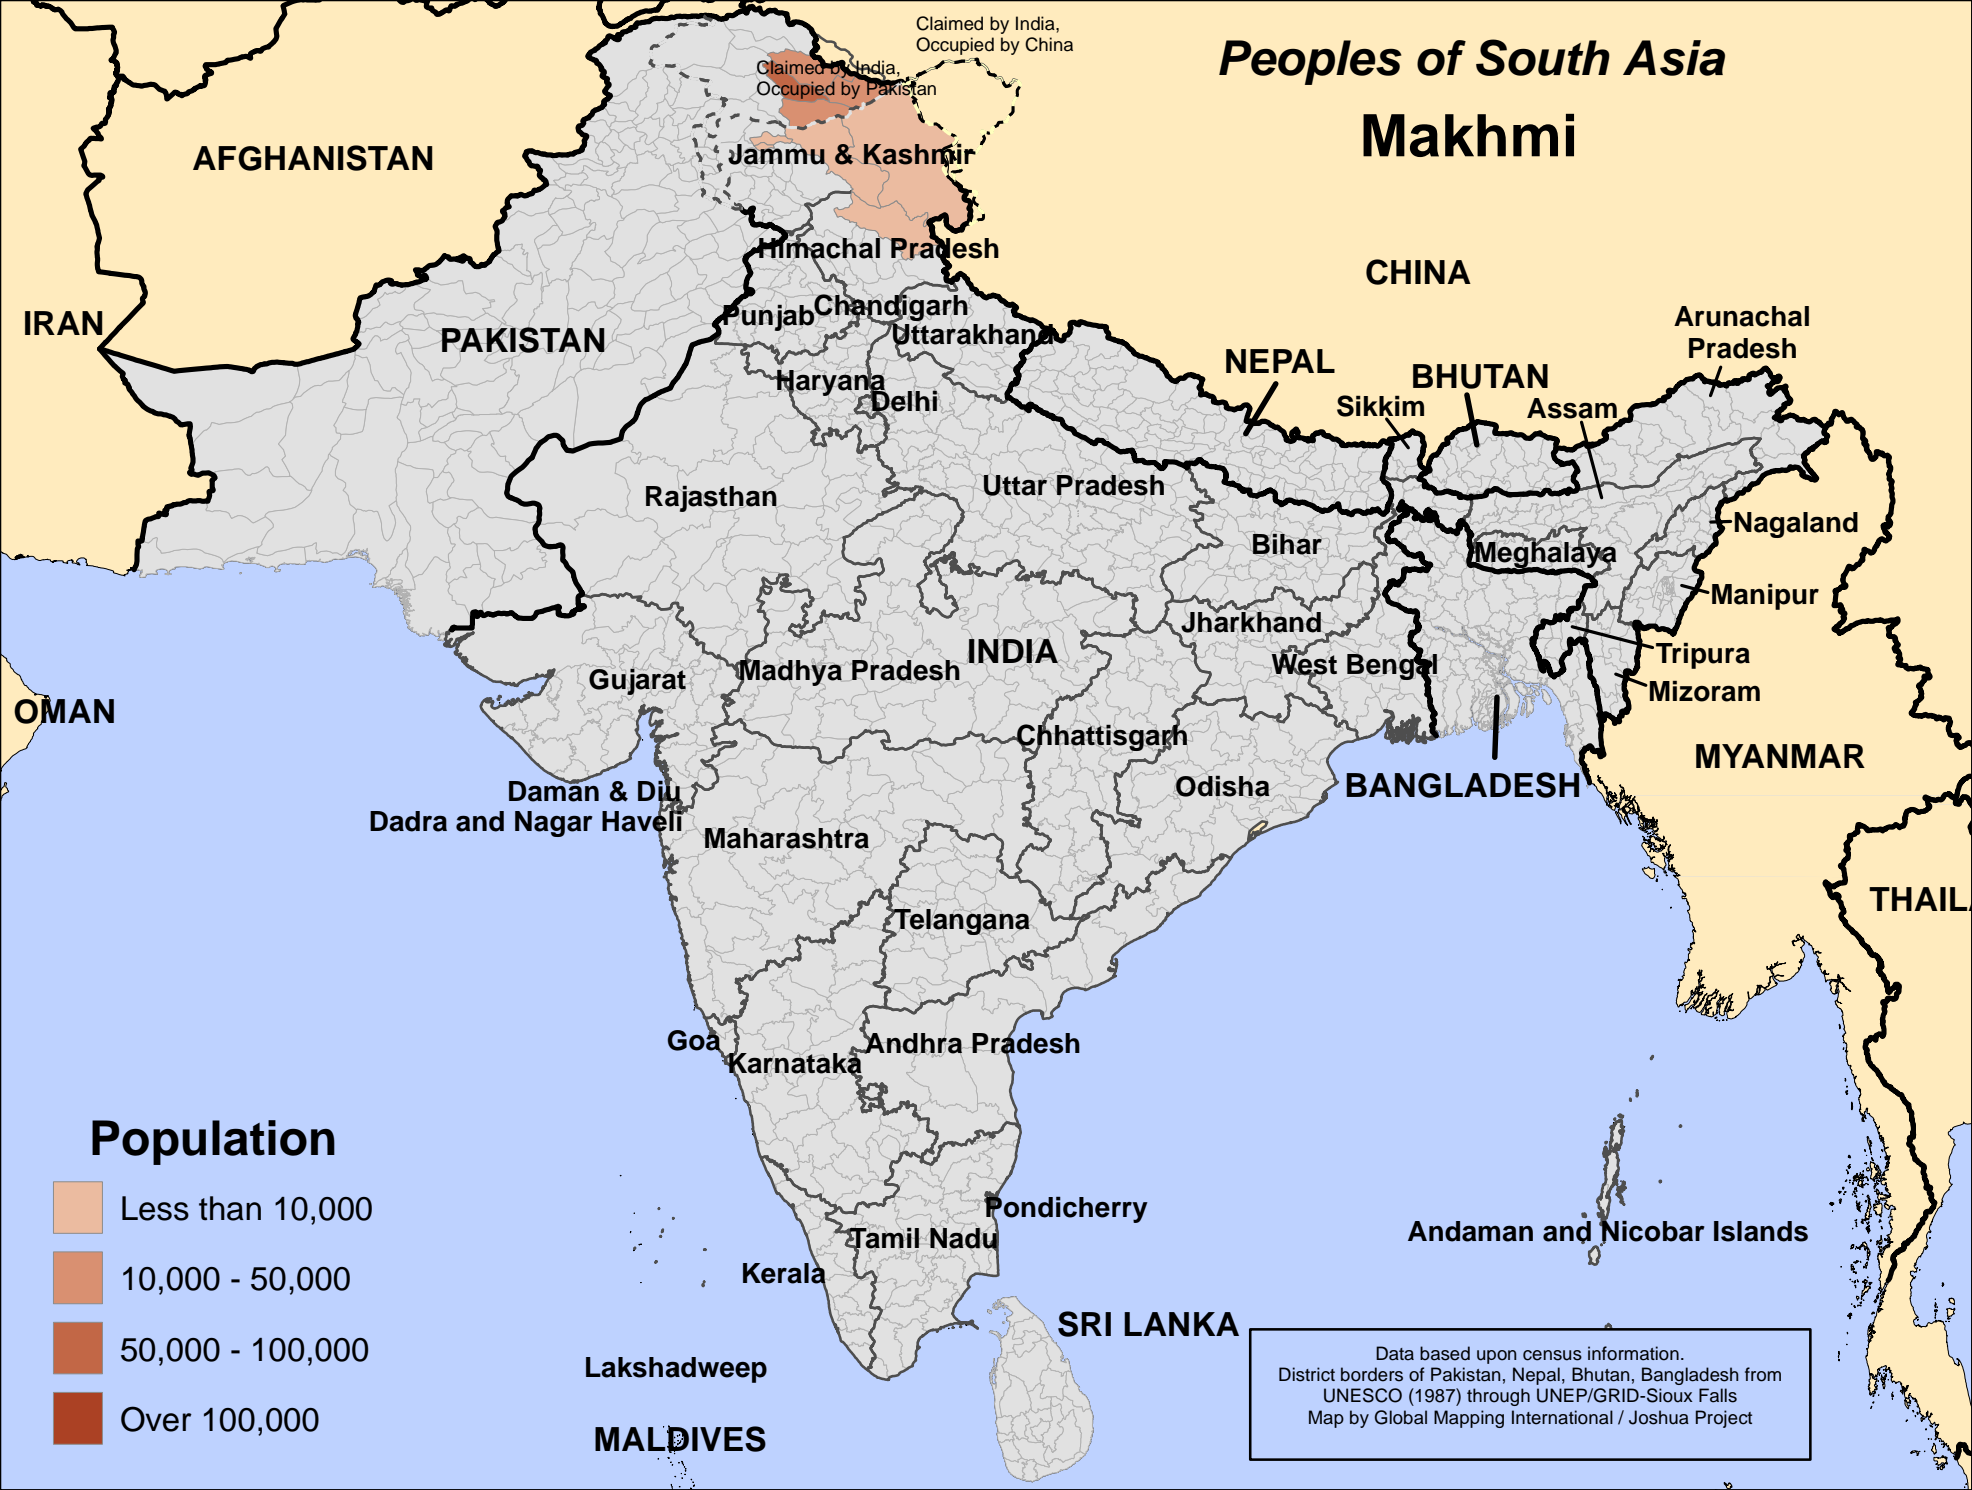 Claimed by India,
Occupied by China
Peoples of South Asia
Makhmi
Claimed by India,
Occupied by Pakistan
AFGHANISTAN
Jammu & Kashmir
Himachal Pradesh
CHINA
IRAN
PAKISTAN
Punjab
Chandigarh
Uttarakhand
Arunachal
Pradesh
NEPAL
BHUTAN
Haryana
Delhi
Sikkim
Assam
Rajasthan
Uttar Pradesh
Nagaland
Bihar
Meghalaya
Manipur
Jharkhand
INDIA
Tripura
West Bengal
Madhya Pradesh
Gujarat
Mizoram
OMAN
Chhattisgarh
MYANMAR
Odisha
BANGLADESH
Daman & Diu
Dadra and Nagar Haveli
Maharashtra
THAILA
Telangana
Goa
Andhra Pradesh
Karnataka
Population
Less than 10,000
10,000 - 50,000
50,000 - 100,000
Over 100,000
Pondicherry
Tamil Nadu
Andaman and Nicobar Islands
Kerala
SRI LANKA
Lakshadweep
MALDIVES
Data based upon census information.
District borders of Pakistan, Nepal, Bhutan, Bangladesh from
UNESCO (1987) through UNEP/GRID-Sioux Falls
Map by Global Mapping International / Joshua Project